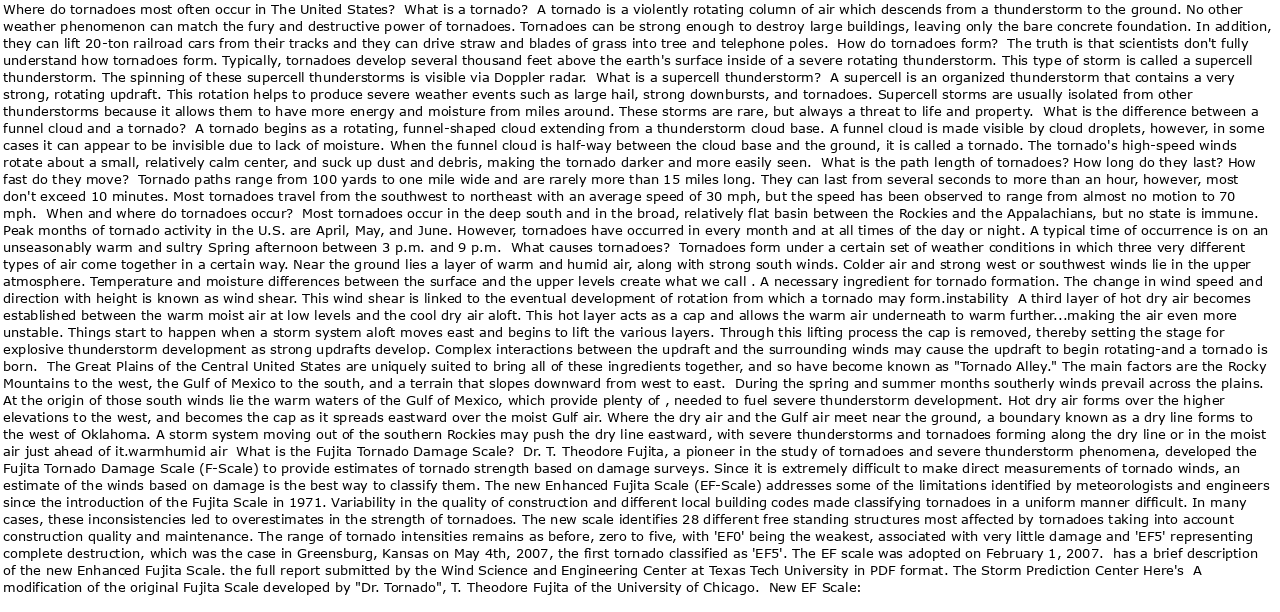 Where do tornadoes most often occur in The United States?  What is a tornado?  A tornado is a violently rotating column of air which descends from a thunderstorm to the ground. No other
weather phenomenon can match the fury and destructive power of tornadoes. Tornadoes can be strong enough to destroy large buildings, leaving only the bare concrete foundation. In addition,
they can lift 20-ton railroad cars from their tracks and they can drive straw and blades of grass into tree and telephone poles.  How do tornadoes form?  The truth is that scientists don't fully
understand how tornadoes form. Typically, tornadoes develop several thousand feet above the earth's surface inside of a severe rotating thunderstorm. This type of storm is called a supercell
thunderstorm. The spinning of these supercell thunderstorms is visible via Doppler radar.  What is a supercell thunderstorm?  A supercell is an organized thunderstorm that contains a very
strong, rotating updraft. This rotation helps to produce severe weather events such as large hail, strong downbursts, and tornadoes. Supercell storms are usually isolated from other
thunderstorms because it allows them to have more energy and moisture from miles around. These storms are rare, but always a threat to life and property.  What is the difference between a
funnel cloud and a tornado?  A tornado begins as a rotating, funnel-shaped cloud extending from a thunderstorm cloud base. A funnel cloud is made visible by cloud droplets, however, in some
cases it can appear to be invisible due to lack of moisture. When the funnel cloud is half-way between the cloud base and the ground, it is called a tornado. The tornado's high-speed winds
rotate about a small, relatively calm center, and suck up dust and debris, making the tornado darker and more easily seen.  What is the path length of tornadoes? How long do they last? How
fast do they move?  Tornado paths range from 100 yards to one mile wide and are rarely more than 15 miles long. They can last from several seconds to more than an hour, however, most
don't exceed 10 minutes. Most tornadoes travel from the southwest to northeast with an average speed of 30 mph, but the speed has been observed to range from almost no motion to 70
mph.  When and where do tornadoes occur?  Most tornadoes occur in the deep south and in the broad, relatively flat basin between the Rockies and the Appalachians, but no state is immune.
Peak months of tornado activity in the U.S. are April, May, and June. However, tornadoes have occurred in every month and at all times of the day or night. A typical time of occurrence is on an
unseasonably warm and sultry Spring afternoon between 3 p.m. and 9 p.m.  What causes tornadoes?  Tornadoes form under a certain set of weather conditions in which three very different
types of air come together in a certain way. Near the ground lies a layer of warm and humid air, along with strong south winds. Colder air and strong west or southwest winds lie in the upper
atmosphere. Temperature and moisture differences between the surface and the upper levels create what we call . A necessary ingredient for tornado formation. The change in wind speed and
direction with height is known as wind shear. This wind shear is linked to the eventual development of rotation from which a tornado may form.instability  A third layer of hot dry air becomes
established between the warm moist air at low levels and the cool dry air aloft. This hot layer acts as a cap and allows the warm air underneath to warm further...making the air even more
unstable. Things start to happen when a storm system aloft moves east and begins to lift the various layers. Through this lifting process the cap is removed, thereby setting the stage for
explosive thunderstorm development as strong updrafts develop. Complex interactions between the updraft and the surrounding winds may cause the updraft to begin rotating-and a tornado is
born.  The Great Plains of the Central United States are uniquely suited to bring all of these ingredients together, and so have become known as "Tornado Alley." The main factors are the Rocky
Mountains to the west, the Gulf of Mexico to the south, and a terrain that slopes downward from west to east.  During the spring and summer months southerly winds prevail across the plains.
At the origin of those south winds lie the warm waters of the Gulf of Mexico, which provide plenty of , needed to fuel severe thunderstorm development. Hot dry air forms over the higher
elevations to the west, and becomes the cap as it spreads eastward over the moist Gulf air. Where the dry air and the Gulf air meet near the ground, a boundary known as a dry line forms to
the west of Oklahoma. A storm system moving out of the southern Rockies may push the dry line eastward, with severe thunderstorms and tornadoes forming along the dry line or in the moist
air just ahead of it.warmhumid air  What is the Fujita Tornado Damage Scale?  Dr. T. Theodore Fujita, a pioneer in the study of tornadoes and severe thunderstorm phenomena, developed the
Fujita Tornado Damage Scale (F-Scale) to provide estimates of tornado strength based on damage surveys. Since it is extremely difficult to make direct measurements of tornado winds, an
estimate of the winds based on damage is the best way to classify them. The new Enhanced Fujita Scale (EF-Scale) addresses some of the limitations identified by meteorologists and engineers
since the introduction of the Fujita Scale in 1971. Variability in the quality of construction and different local building codes made classifying tornadoes in a uniform manner difficult. In many
cases, these inconsistencies led to overestimates in the strength of tornadoes. The new scale identifies 28 different free standing structures most affected by tornadoes taking into account
construction quality and maintenance. The range of tornado intensities remains as before, zero to five, with 'EF0' being the weakest, associated with very little damage and 'EF5' representing
complete destruction, which was the case in Greensburg, Kansas on May 4th, 2007, the first tornado classified as 'EF5'. The EF scale was adopted on February 1, 2007.  has a brief description
of the new Enhanced Fujita Scale. the full report submitted by the Wind Science and Engineering Center at Texas Tech University in PDF format. The Storm Prediction Center Here's  A
modification of the original Fujita Scale developed by "Dr. Tornado", T. Theodore Fujita of the University of Chicago.  New EF Scale: